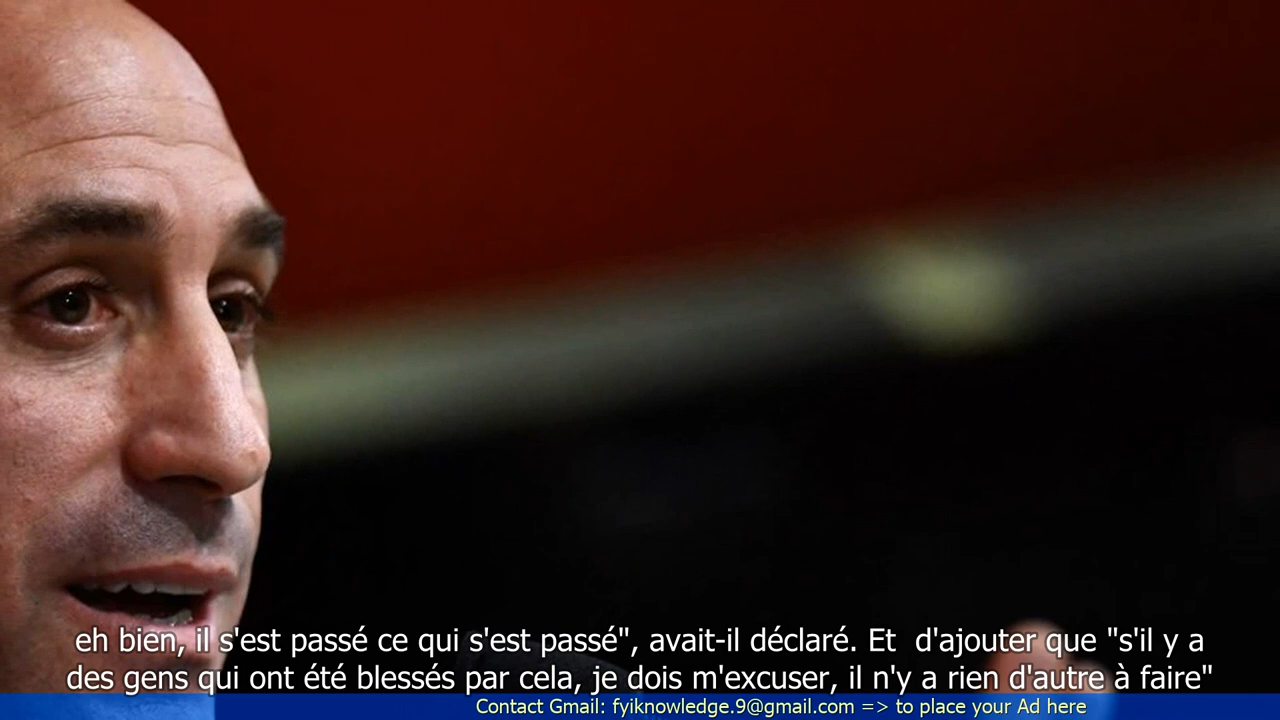 eh bien, il s'est passé ce qui s'est passé", avait-il déclaré. Et  d'ajouter que "s'il y a
des gens qui ont été blessés par cela, je dois m'excuser, il n'y a rien d'autre à faire"
Contact Gmail: fyiknowledge.9@gmail.com => to place your Ad here